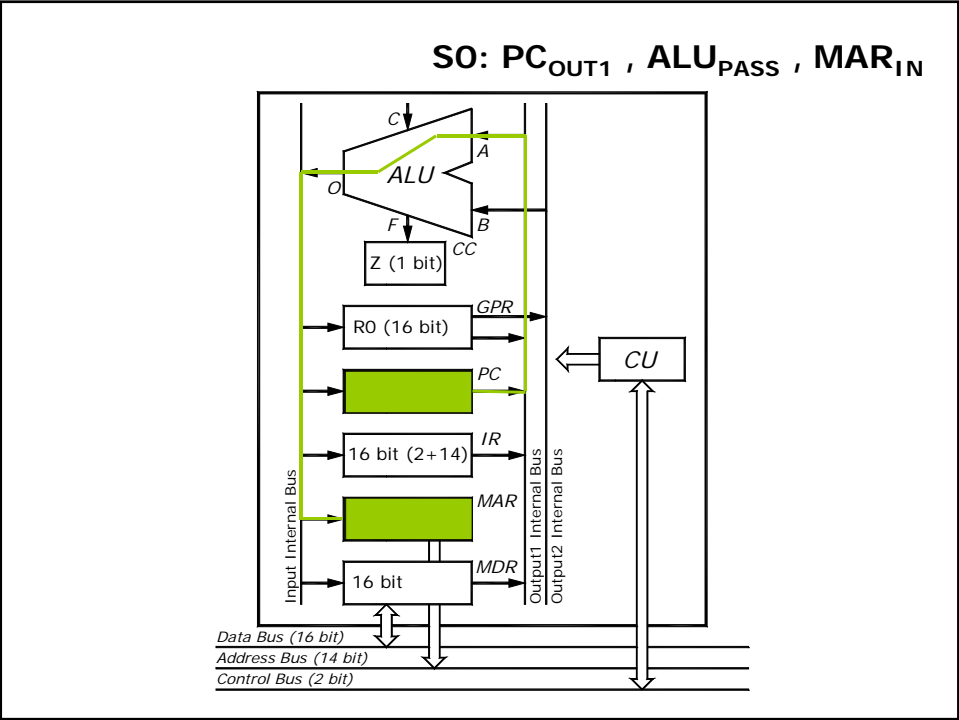 S0: PCOUT1 , ALUPASS , MARIN
C
A
ALU
O
F
B
CC
Z (1 bit)
GPR
R0 (16 bit)
PC
CU
IR
16 bit (2+14)
MAR
MDR
16 bit
Input Internal Bus
Output1 Internal Bus
Output2 Internal Bus
Data Bus (16 bit)
Address Bus (14 bit)
Control Bus (2 bit)